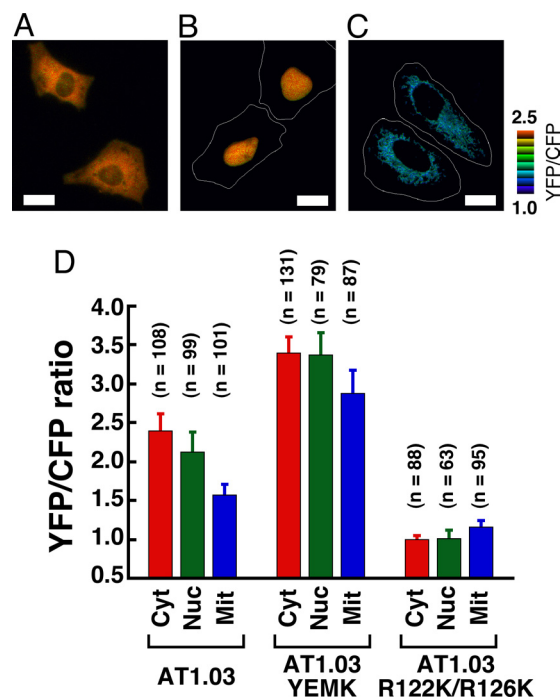 A
B
C
2.5
1.0
YFP/CFP
D
(n = 108)
(n = 99)
(n = 101)
(n = 131)
(n = 79)
(n = 87)
(n = 88)
(n = 63)
(n = 95)
YFP/CFP ratio
4.0
3.5
3.0
2.5
2.0
1.5
1.0
0.5
Cyt
Nuc
Mit
Cyt
Nuc
Mit
Cyt
Nuc
Mit
AT1.03
AT1.03
YEMK
AT1.03
R122K/R126K